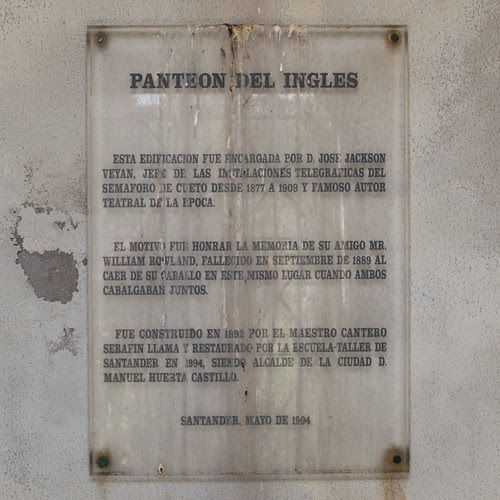 PANTEON DEL INGLES
ESTA EDIFICACION FUE ENCARGADA POR D. JOSE JACKSON
VEYAN, JEFE DE LAS INSTALACIONES TELEGRAFICAS DEL
SEMAFORO DE CUETO DESDE 1877 A 1909 Y FAMOSO AUTOR
TEATRAL DE LA EPOCA.
EL MOTIVO FUE HONRAR LA MEMORIA DE SU AMIGO MR.
WILLIAM ROWLAND, FALLECIDO EN SEPTIEMBRE DE 1889 AL
CAER DE SU CABALLO EN ESTE MISMO LUGAR CUANDO AMBOS
CABALGABAN JUNTOS.
FUE CONSTRUIDO EN 1892 POR EL MAESTRO CANTERO
SERAFIN LLAMA Y RESTAURADO POR LA ESCUELA-TALLER DE
SANTANDER EN 1994, SIENDO ALCALDE DE LA CIUDAD D.
MANUEL HUERTA CASTILLO.
SANTANDER, MAYO DE 1994